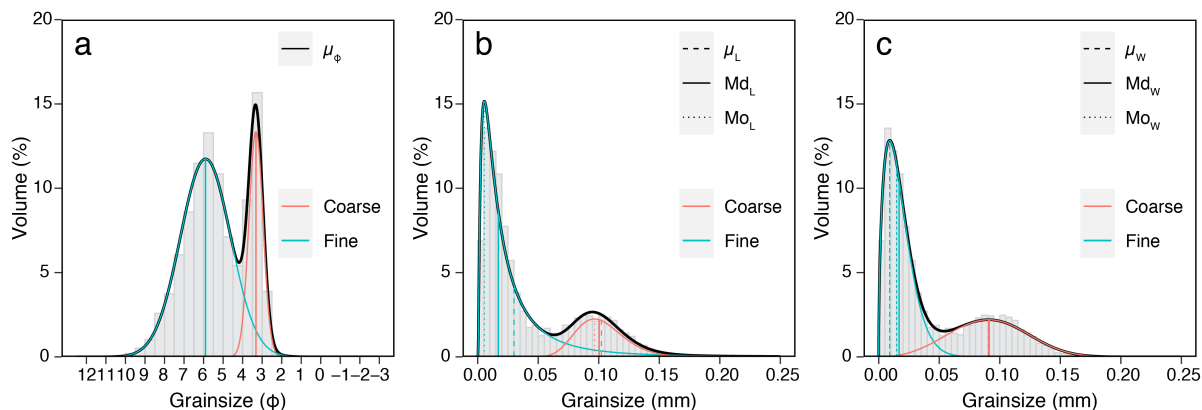 a
μϕ
Coarse
Fine
20
15
10
5
0
Volume (%)
12 11 10 9 8 7 6 5 4 3 2 1 0 −1 −2 −3
Grainsize (ϕ)
b
μL
MdL
MoL
Coarse
Fine
20
15
10
5
0
Volume (%)
0.00 0.05 0.10 0.15 0.20 0.25
Grainsize (mm)
c
μW
MdW
MoW
Coarse
Fine
20
15
10
5
0
Volume (%)
0.00 0.05 0.10 0.15 0.20 0.25
Grainsize (mm)